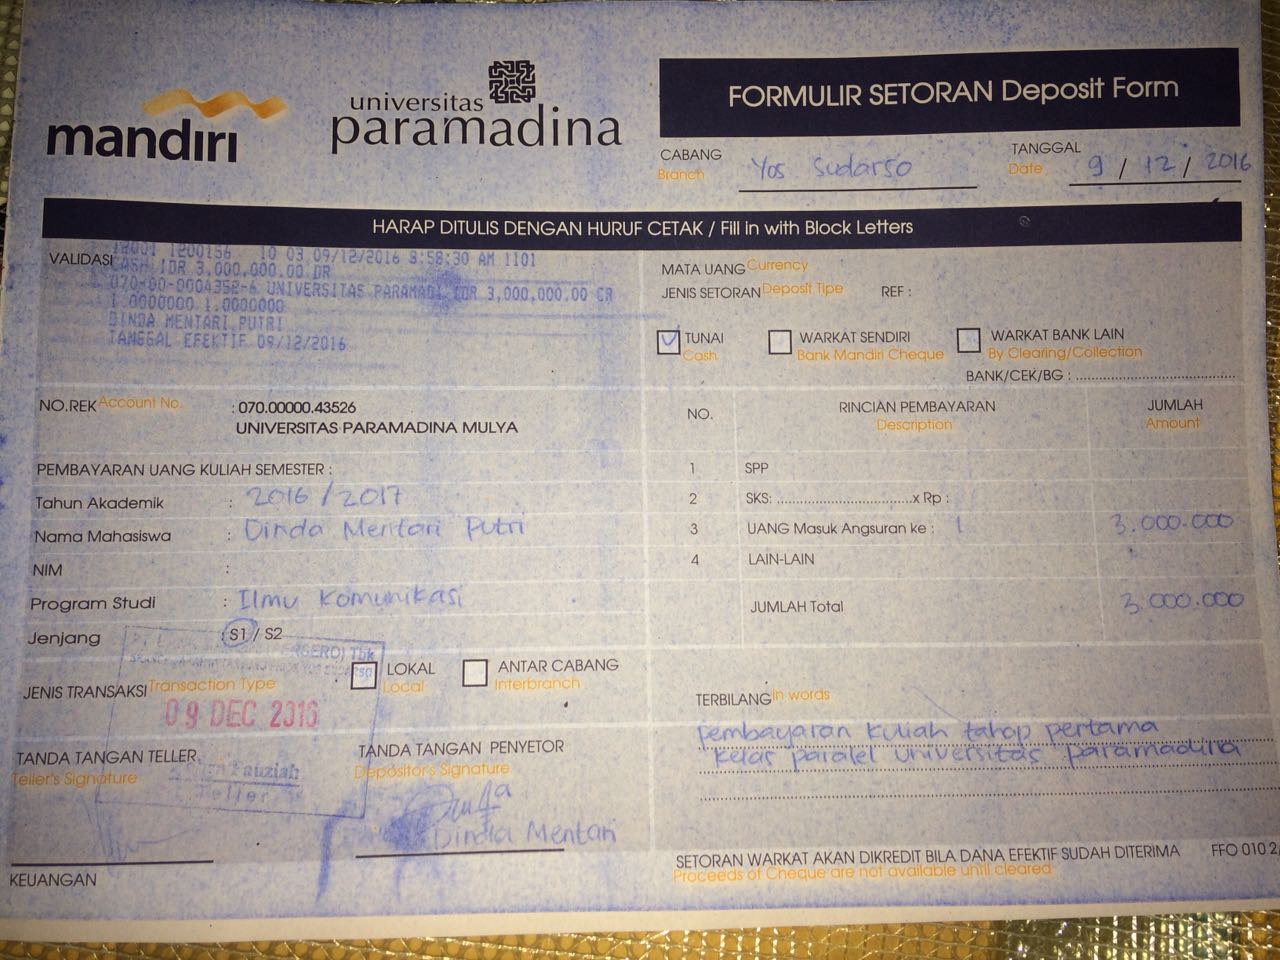 mandiri
universitas
paramadina
FORMULIR SETORAN Deposit Form
CABANG Yos Sudarso TANGGAL 9 / 12 / 2016
Branch Date
HARAP DITULIS DENGAN HURUF CETAK / Fill in with Block Letters
VALIDASI
1200156 10 03 09/12/2016 8:58:30 AM 1101
CASH IDR 3,000,000.00 DR
UNIVERSITAS PARAMADI IDR 3,000,000.00 CR
1.0000000 1.0000000
DINDA MENTARI PUTRI
TANGGAL EFEKTIF 09/12/2016
MATA UANG Currency
JENIS SETORAN Deposit Type REF :
TUNAI WARKAT SENDIRI WARKAT BANK LAIN
Cash Bank Mandiri Cheque By Clearing/Collection
BANK/CEK/BG :
NO.REK Account No. : 070.00000.43526
UNIVERSITAS PARAMADINA MULYA
PEMBAYARAN UANG KULIAH SEMESTER :
Tahun Akademik : 2016 / 2017
Nama Mahasiswa : Dinda Mentari Putri
NIM :
Program Studi : Ilmu Komunikasi
Jenjang : S1 / S2
NO. RINCIAN PEMBAYARAN JUMLAH
Description Amount
1 SPP
2 SKS: x Rp :
3 UANG Masuk Angsuran ke : 1 3.000.000
4 LAIN-LAIN
JUMLAH Total 3.000.000
JENIS TRANSAKSI Transaction Type LOKAL ANTAR CABANG
Local Interbranch
(PERSERO) Tbk
09 DEC 2016
Teller
TERBILANG In words
pembayaran kuliah tahap pertama
kelas paralel universitas paramadina
TANDA TANGAN TELLER, TANDA TANGAN PENYETOR
Teller's Signature Depositor's Signature
Dinda Mentari
KEUANGAN
SETORAN WARKAT AKAN DIKREDIT BILA DANA EFEKTIF SUDAH DITERIMA FFO 010
Proceeds of Cheque are not available until cleared